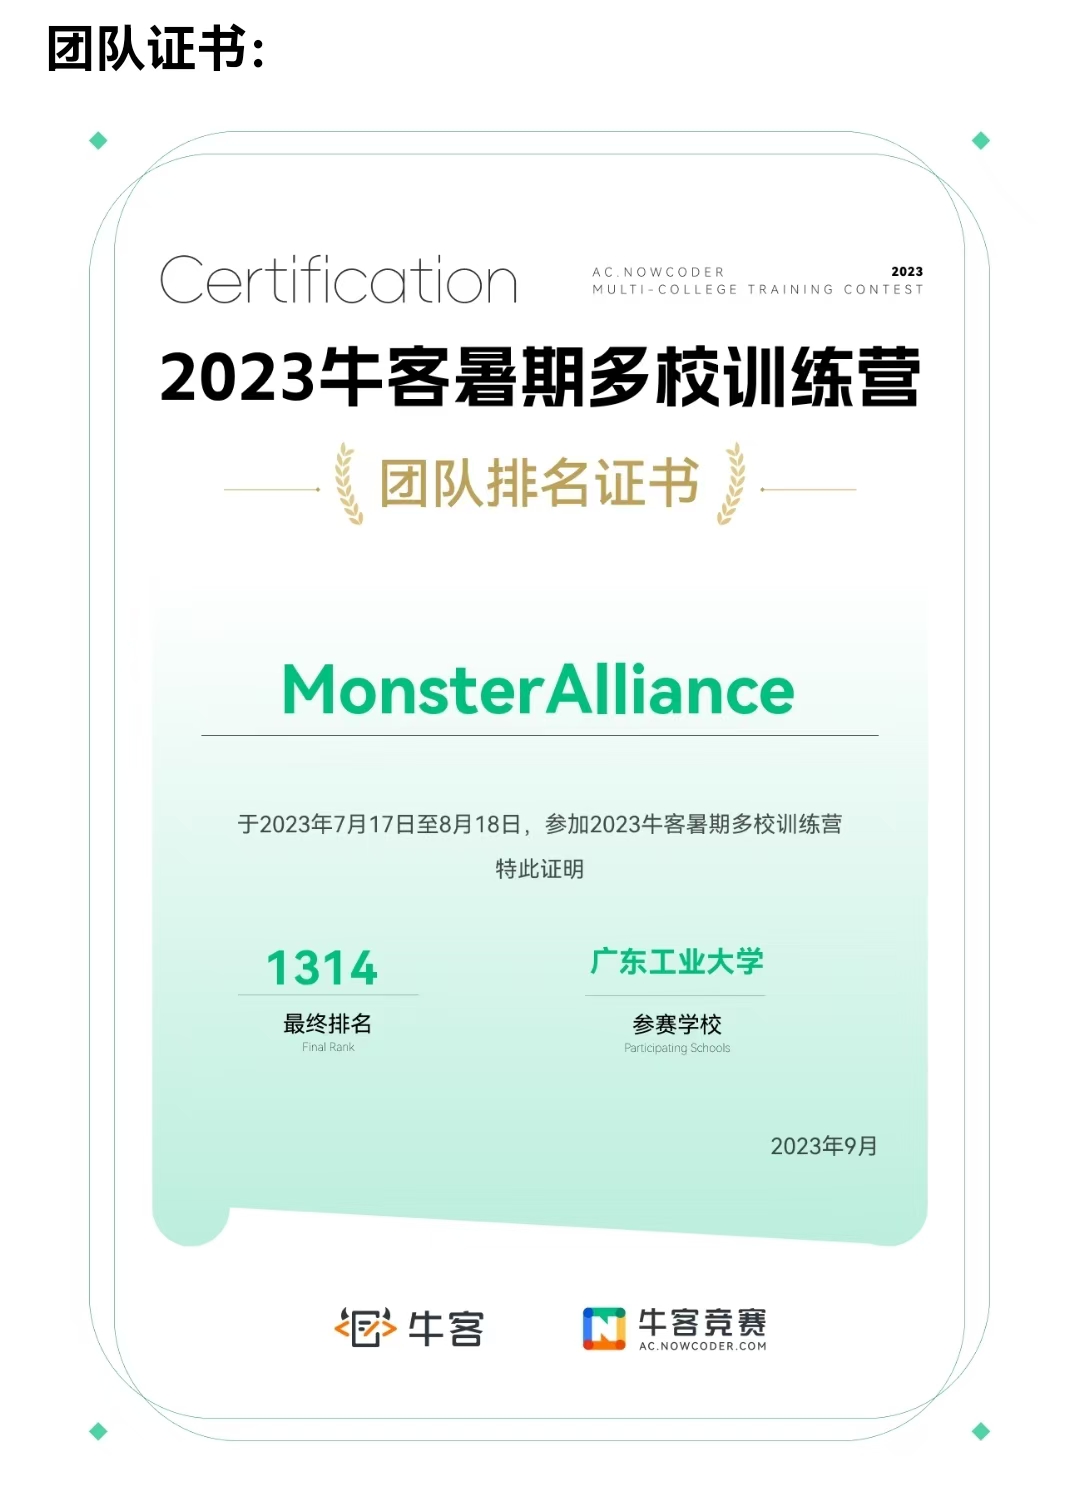 团队证书：
Certification
AC.NOWCODER 2023
MULTI-COLLEGE TRAINING CONTEST
2023牛客暑期多校训练营
团队排名证书
MonsterAlliance
于2023年7月17日至8月18日，参加2023牛客暑期多校训练营
特此证明
1314
最终排名
Final Rank
广东工业大学
参赛学校
Participating Schools
2023年9月
牛客
牛客竞赛
AC.NOWCODER.COM